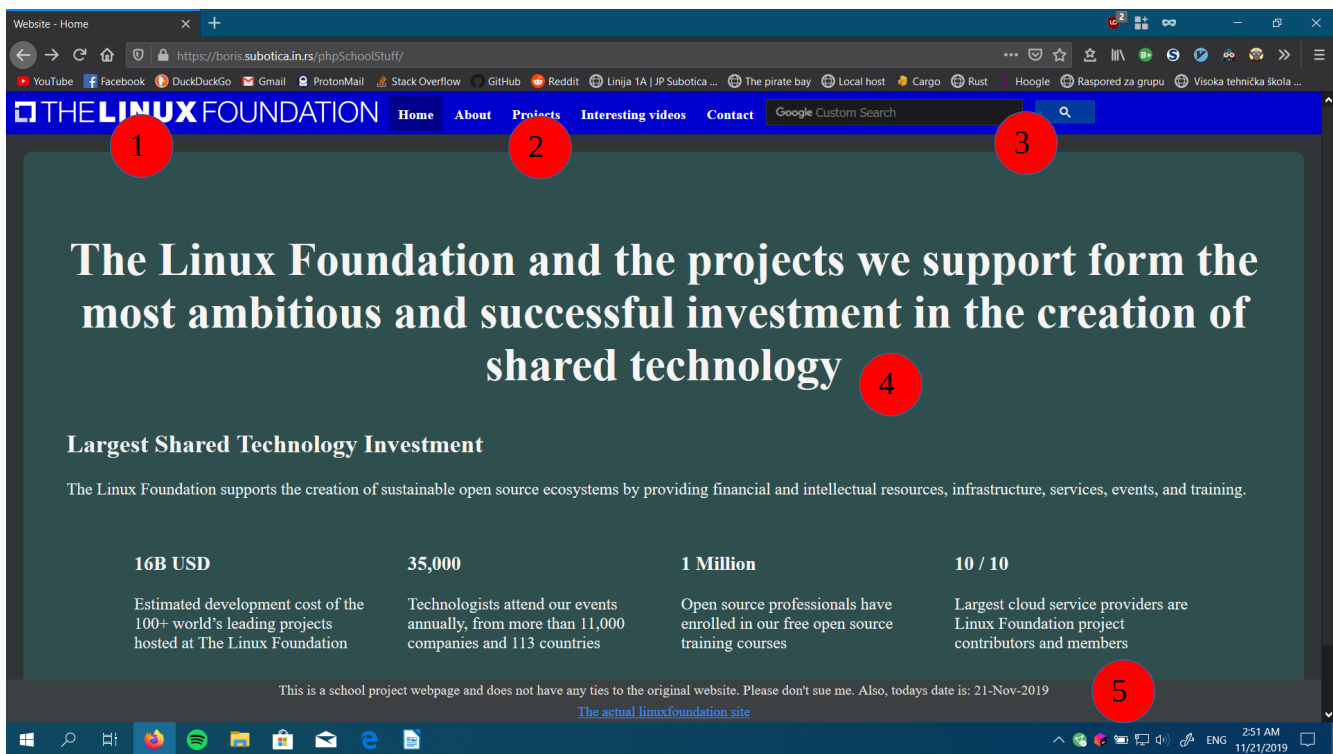 Website - Home
2
https://boris.subotica.in.rs/phpSchoolStuff/
YouTube Facebook DuckDuckGo Gmail ProtonMail Stack Overflow GitHub Reddit Linija 1A | JP Subotica ... The pirate bay Local host Cargo Rust Hoogle Raspored za grupu Visoka tehnička škola ...
THE LINUX FOUNDATION Home About Projects Interesting videos Contact Google Custom Search
1 2 3
The Linux Foundation and the projects we support form the
most ambitious and successful investment in the creation of
shared technology
4
Largest Shared Technology Investment
The Linux Foundation supports the creation of sustainable open source ecosystems by providing financial and intellectual resources, infrastructure, services, events, and training.
16B USD
Estimated development cost of the
100+ world's leading projects
hosted at The Linux Foundation
35,000
Technologists attend our events
annually, from more than 11,000
companies and 113 countries
1 Million
Open source professionals have
enrolled in our free open source
training courses
10 / 10
Largest cloud service providers are
Linux Foundation project
contributors and members
This is a school project webpage and does not have any ties to the original website. Please don't sue me. Also, todays date is: 21-Nov-2019
5
The actual linuxfoundation site
ENG
2:51 AM
11/21/2019